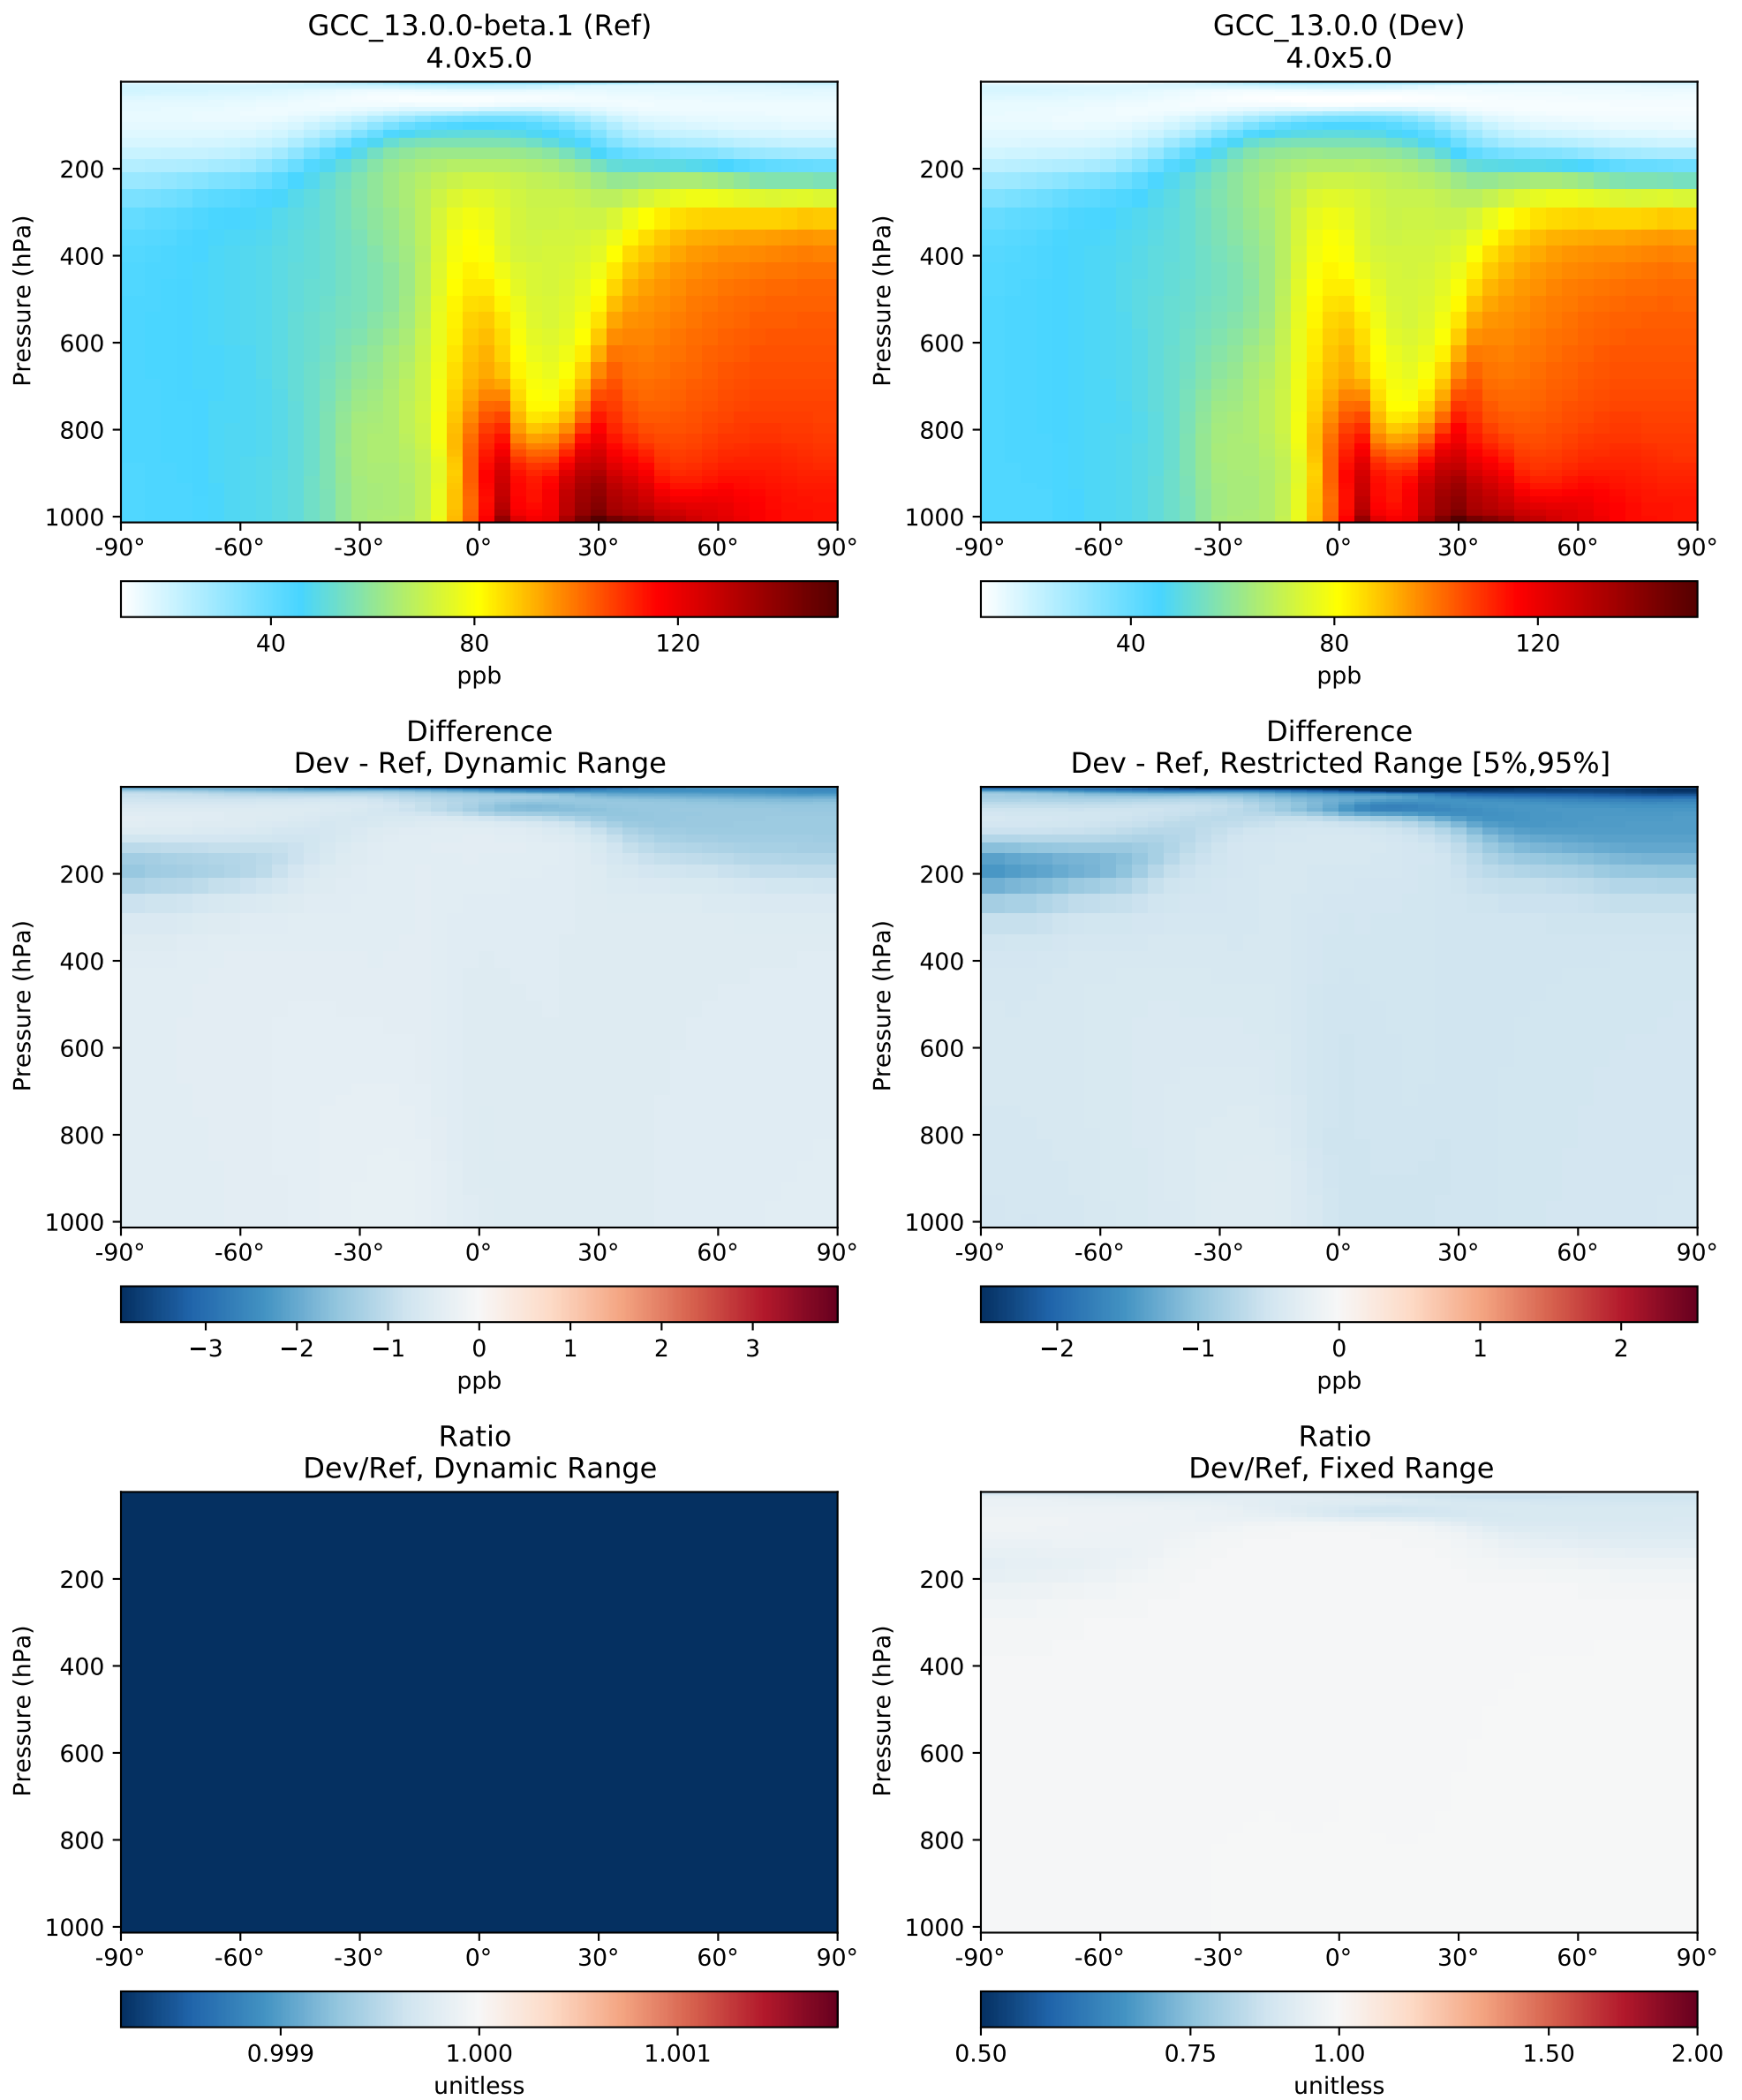 GCC_13.0.0-beta.1 (Ref)
4.0x5.0
Pressure (hPa)
200
400
600
800
1000
-90° -60° -30° 0° 30° 60° 90°
40 80 120
ppb
GCC_13.0.0 (Dev)
4.0x5.0
Pressure (hPa)
200
400
600
800
1000
-90° -60° -30° 0° 30° 60° 90°
40 80 120
ppb
Difference
Dev - Ref, Dynamic Range
Pressure (hPa)
200
400
600
800
1000
-90° -60° -30° 0° 30° 60° 90°
−3 −2 −1 0 1 2 3
ppb
Difference
Dev - Ref, Restricted Range [5%,95%]
Pressure (hPa)
200
400
600
800
1000
-90° -60° -30° 0° 30° 60° 90°
−2 −1 0 1 2
ppb
Ratio
Dev/Ref, Dynamic Range
Pressure (hPa)
200
400
600
800
1000
-90° -60° -30° 0° 30° 60° 90°
0.999 1.000 1.001
unitless
Ratio
Dev/Ref, Fixed Range
Pressure (hPa)
200
400
600
800
1000
-90° -60° -30° 0° 30° 60° 90°
0.50 0.75 1.00 1.50 2.00
unitless